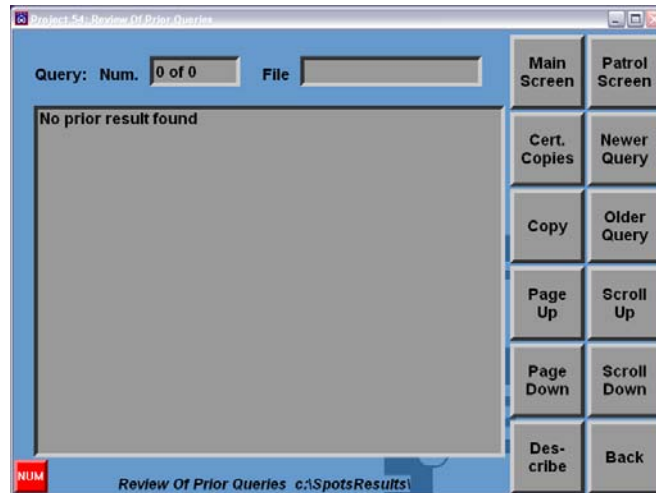 Project 54: Review Of Prior Queries
Query: Num. 0 of 0 File
No prior result found
Main Screen
Patrol Screen
Cert. Copies
Newer Query
Copy
Older Query
Page Up
Scroll Up
Page Down
Scroll Down
Des-
cribe
Back
NUM
Review Of Prior Queries c:\SpotsResults\